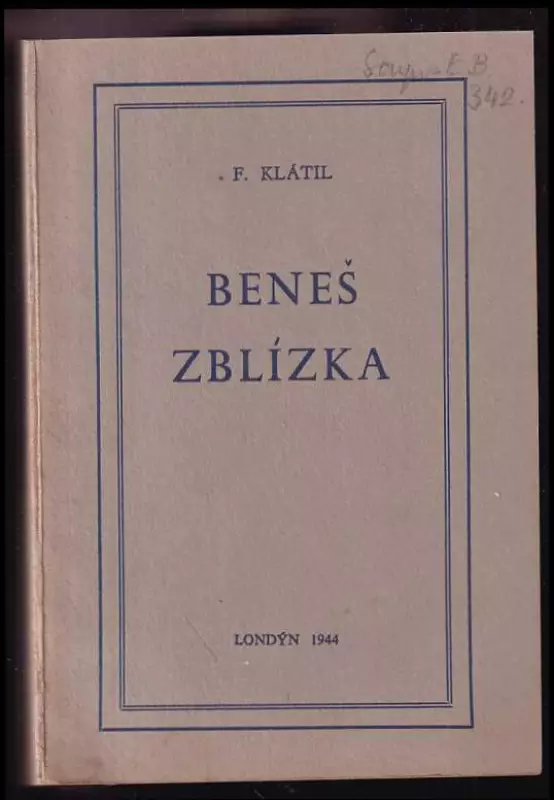 342.
F. KLÁTIL
BENEŠ
ZBLÍZKA
LONDÝN 1944